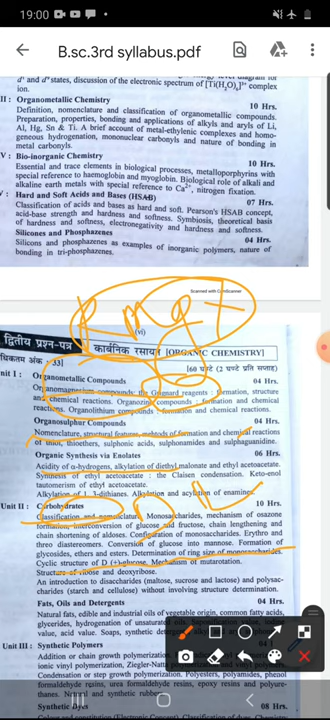 19:00
B.sc.3rd syllabus.pdf
d¹ and d⁹ states, discussion of the electronic spectrum of [Ti(H₂O)₆]³⁺ complex
ion.
II : Organometallic Chemistry 10 Hrs.
Definition, nomenclature and classification of organometallic compounds.
Preparation, properties, bonding and applications of alkyls and aryls of Li,
Al, Hg, Sn & Ti. A brief account of metal-ethylenic complexes and homo-
geneous hydrogenation, mononuclear carbonyls and nature of bonding in
metal carbonyls.
V : Bio-inorganic Chemistry 10 Hrs.
Essential and trace elements in biological processes, metalloporphyrins with
special reference to haemoglobin and myoglobin. Biological role of alkali and
alkaline earth metals with special reference to Ca²⁺, nitrogen fixation.
: Hard and Soft Acids and Bases (HSAB) 07 Hrs.
Classification of acids and bases as hard and soft. Pearson's HSAB concept,
acid-base strength and hardness and softness. Symbiosis, theoretical basis
of hardness and softness, electronegativity and hardness and softness.
Silicones and Phosphazenes 04 Hrs.
Silicons and phosphazenes as examples of inorganic polymers, nature of
bonding in tri-phosphazenes.
Scanned with CamScanner
(vi)
द्वितीय प्रश्न-पत्र कार्बनिक रसाय [ORGANIC CHEMISTRY]
धिकतम अंक : 33] [60 घण्टे (2 घण्टे प्रति सप्ताह)
nit I : Organometallic Compounds 04 Hrs.
Organomagnesium compounds: the Grignard reagents : formation, structure
and chemical reactions. Organozinc compounds : formation and chemical
reactions. Organolithium compounds : formation and chemical reactions.
Organosulphur Compounds 04 Hrs.
Nomenclature, structural features, methods of formation and chemical reactions
of thiols, thioethers, sulphonic acids, sulphonamides and sulphaguanidine.
Organic Synthesis via Enolates 06 Hrs.
Acidity of α-hydrogens, alkylation of diethyl malonate and ethyl acetoacetate.
Synthesis of ethyl acetoacetate : the Claisen condensation. Keto-enol
tautomerism of ethyl acetoacetate.
Alkylation of 1, 3-dithianes. Alkylation and acylation of enamines.
Unit II : Carbohydrates 10 Hrs.
Classification and nomenclature. Monosaccharides, mechanism of osazone
formation, interconversion of glucose and fructose, chain lengthening and
chain shortening of aldoses. Configuration of monosaccharides. Erythro and
threo diastereomers. Conversion of glucose into mannose. Formation of
glycosides, ethers and esters. Determination of ring size of monosaccharides.
Cyclic structure of D (+)-glucose. Mechanism of mutarotation.
Structure of ribose and deoxyribose.
An introduction to disaccharides (maltose, sucrose and lactose) and polysac-
charides (starch and cellulose) without involving structure determination.
Fats, Oils and Detergents 04 Hrs.
Natural fats, edible and industrial oils of vegetable origin, common fatty acids,
glycerides, hydrogenation of unsaturated
value, acid value. Soaps, synthetic
Unit III : Synthetic Polymers
Addition or chain growth polymerization.
ionic vinyl polymerization, Ziegler-Natta
Condensation or step growth polymerization. Polyesters, polyamides, phenol
formaldehyde resins, urea formaldehyde resins, epoxy resins and polyure-
thanes. Natural and synthetic rubbers.
Synthetic Dyes 08 Hrs.